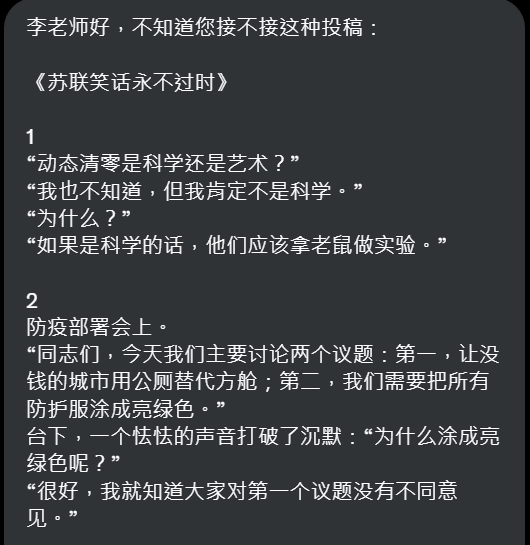 李老师好，不知道您接不接这种投稿：
《苏联笑话永不过时》
1
“动态清零是科学还是艺术？”
“我也不知道，但我肯定不是科学。”
“为什么？”
“如果是科学的话，他们应该拿老鼠做实验。”
2
防疫部署会上。
“同志们，今天我们主要讨论两个议题：第一，让没
钱的城市用公厕替代方舱；第二，我们需要把所有
防护服涂成亮绿色。”
台下，一个怯怯的声音打破了沉默：“为什么涂成亮
绿色呢？”
“很好，我就知道大家对第一个议题没有不同意
见。”